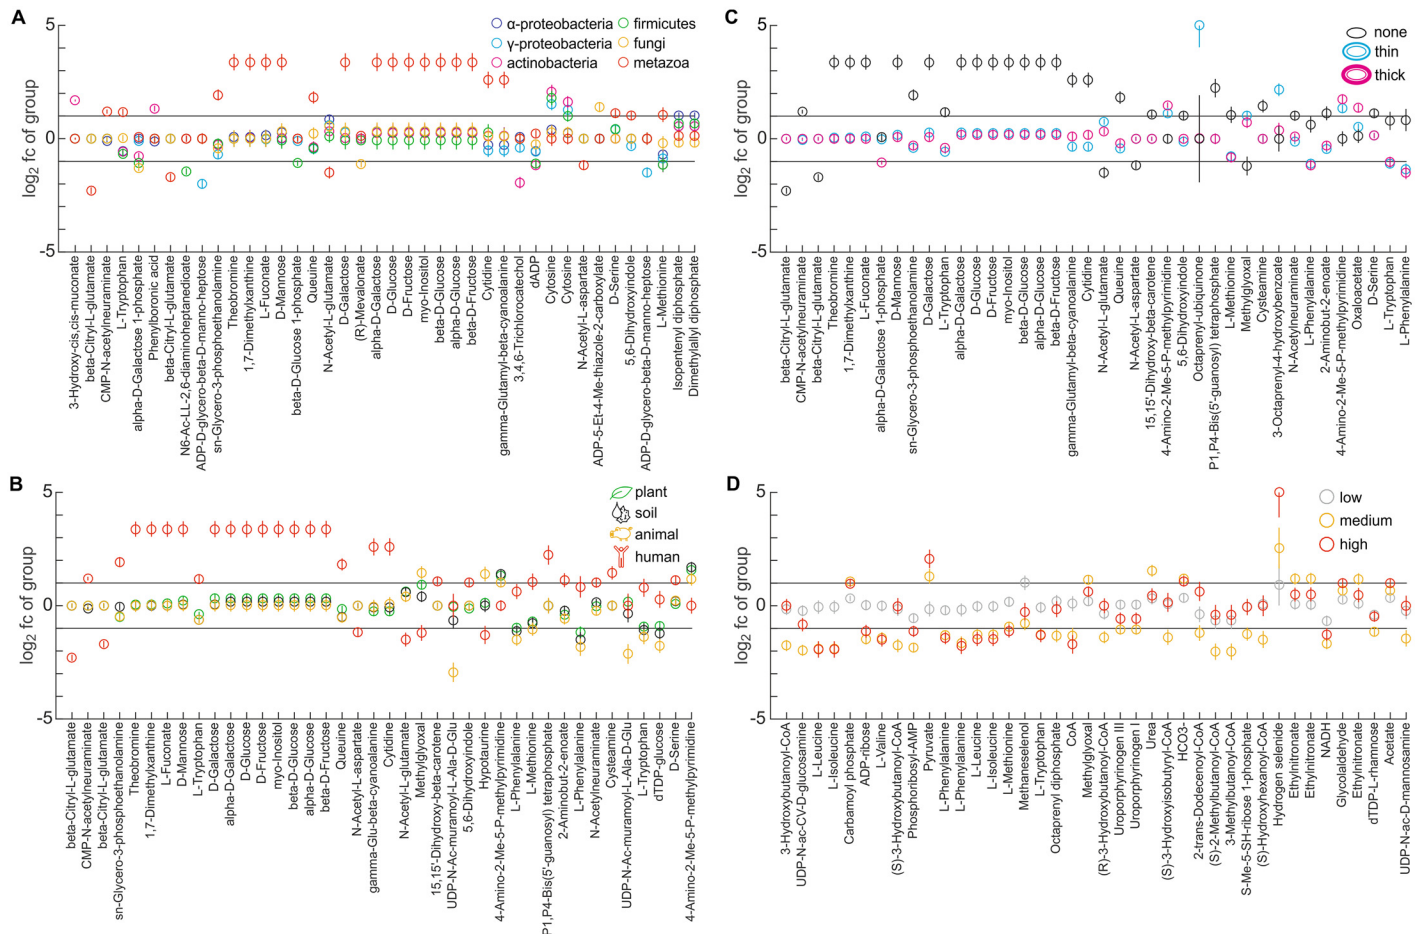 A
5
0
-5
log2 fc of group
α-proteobacteria
γ-proteobacteria
actinobacteria
firmicutes
fungi
metazoa
3-Hydroxy-cis,cis-muconate
beta-Citryl-L-glutamate
CMP-N-acetylneuraminate
L-Tryptophan
alpha-D-Galactose 1-phosphate
Phenylboronic acid
beta-Citryl-L-glutamate
N6-Ac-LL-2,6-diaminoheptanedioate
ADP-D-glycero-beta-D-manno-heptose
sn-Glycero-3-phosphoethanolamine
Theobromine
1,7-Dimethylxanthine
L-Fuconate
D-Mannose
beta-D-Glucose 1-phosphate
Queuine
N-Acetyl-L-glutamate
D-Galactose
(R)-Mevalonate
alpha-D-Galactose
D-Glucose
D-Fructose
myo-Inositol
beta-D-Glucose
alpha-D-Glucose
beta-D-Fructose
Cytidine
gamma-Glutamyl-beta-cyanoalanine
3,4,6-Trichlorocatechol
dADP
Cytosine
Cytosine
N-Acetyl-L-aspartate
ADP-5-Et-4-Me-thiazole-2-carboxylate
D-Serine
5,6-Dihydroxyindole
ADP-D-glycero-beta-D-manno-heptose
L-Methionine
Isopentenyl diphosphate
Dimethylallyl diphosphate
C
5
0
-5
log2 fc of group
none
thin
thick
beta-Citryl-L-glutamate
CMP-N-acetylneuraminate
beta-Citryl-L-glutamate
Theobromine
1,7-Dimethylxanthine
L-Fuconate
alpha-D-Galactose 1-phosphate
D-Mannose
sn-Glycero-3-phosphoethanolamine
D-Galactose
L-Tryptophan
alpha-D-Galactose
D-Glucose
D-Fructose
myo-Inositol
beta-D-Glucose
alpha-D-Glucose
beta-D-Fructose
gamma-Glutamyl-beta-cyanoalanine
Cytidine
N-Acetyl-L-glutamate
Queuine
N-Acetyl-L-aspartate
15,15'-Dihydroxy-beta-carotene
4-Amino-2-Me-5-P-methylpyrimidine
5,6-Dihydroxyindole
Octaprenyl-ubiquinone
P1,P4-Bis(5'-guanosyl) tetraphosphate
L-Methionine
Methylglyoxal
Cysteamine
3-Octaprenyl-4-hydroxybenzoate
N-Acetylneuraminate
L-Phenylalanine
2-Aminobut-2-enoate
4-Amino-2-Me-5-P-methylpyrimidine
Oxaloacetate
D-Serine
L-Tryptophan
L-Phenylalanine
B
5
0
-5
log2 fc of group
plant
soil
animal
human
beta-Citryl-L-glutamate
CMP-N-acetylneuraminate
beta-Citryl-L-glutamate
sn-Glycero-3-phosphoethanolamine
Theobromine
1,7-Dimethylxanthine
L-Fuconate
D-Mannose
L-Tryptophan
D-Galactose
alpha-D-Galactose
D-Glucose
D-Fructose
myo-Inositol
beta-D-Glucose
alpha-D-Glucose
beta-D-Fructose
Queuine
N-Acetyl-L-aspartate
gamma-Glu-beta-cyanoalanine
Cytidine
N-Acetyl-L-glutamate
Methylglyoxal
15,15'-Dihydroxy-beta-carotene
UDP-N-Ac-muramoyl-L-Ala-D-Glu
5,6-Dihydroxyindole
Hypotaurine
4-Amino-2-Me-5-P-methylpyrimidine
L-Phenylalanine
L-Methionine
P1,P4-Bis(5'-guanosyl) tetraphosphate
2-Aminobut-2-enoate
L-Phenylalanine
N-Acetylneuraminate
Cysteamine
UDP-N-Ac-muramoyl-L-Ala-D-Glu
L-Tryptophan
dTDP-glucose
D-Serine
4-Amino-2-Me-5-P-methylpyrimidine
D
5
0
-5
log2 fc of group
low
medium
high
3-Hydroxybutanoyl-CoA
UDP-N-ac-CV-D-glucosamine
L-Leucine
L-Isoleucine
Carbamoyl phosphate
ADP-ribose
L-Valine
(S)-3-Hydroxybutanoyl-CoA
Phosphoribosyl-AMP
Pyruvate
L-Phenylalanine
L-Phenylalanine
L-Leucine
L-Isoleucine
L-Methionine
Methaneselenol
L-Tryptophan
Octaprenyl diphosphate
CoA
Methylglyoxal
(R)-3-Hydroxybutanoyl-CoA
Uroporphyrinogen III
Uroporphyrinogen I
Urea
(S)-3-Hydroxyisobutyryl-CoA
HCO3-
2-trans-Dodecenoyl-CoA
(S)-2-Methylbutanoyl-CoA
3-Methylbutanoyl-CoA
S-Me-5-SH-ribose 1-phosphate
(S)-Hydroxyhexanoyl-CoA
Hydrogen selenide
Ethylnitronate
Ethylnitronate
NADH
Glycolaldehyde
Ethylnitronate
dTDP-L-rhamnose
Acetate
UDP-N-ac-D-mannosamine